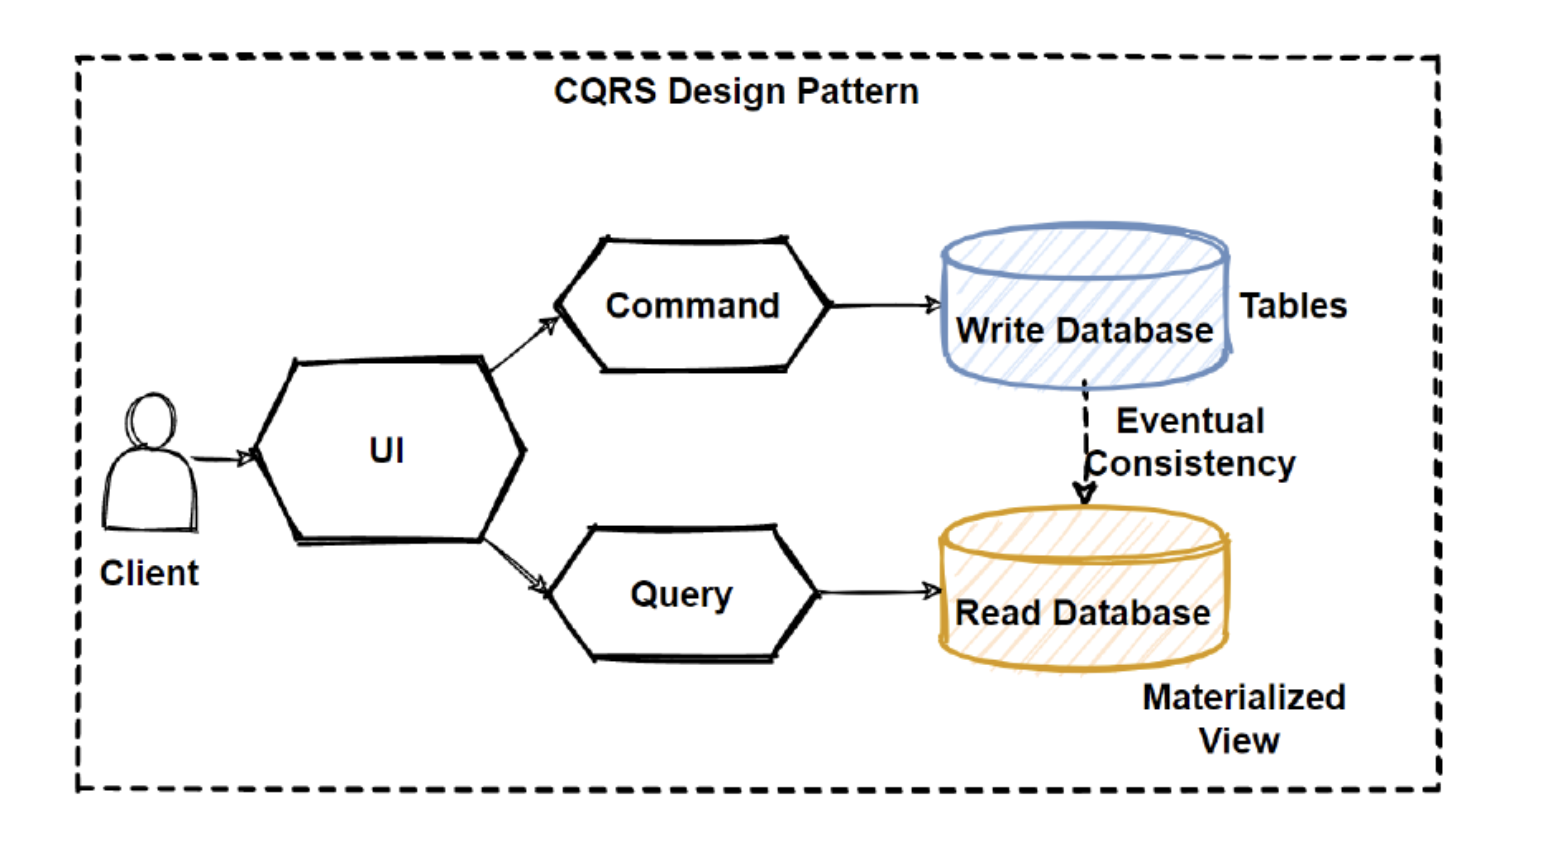 CQRS Design Pattern
Command
Write Database
Tables
Eventual
Consistency
UI
Client
Query
Read Database
Materialized
View